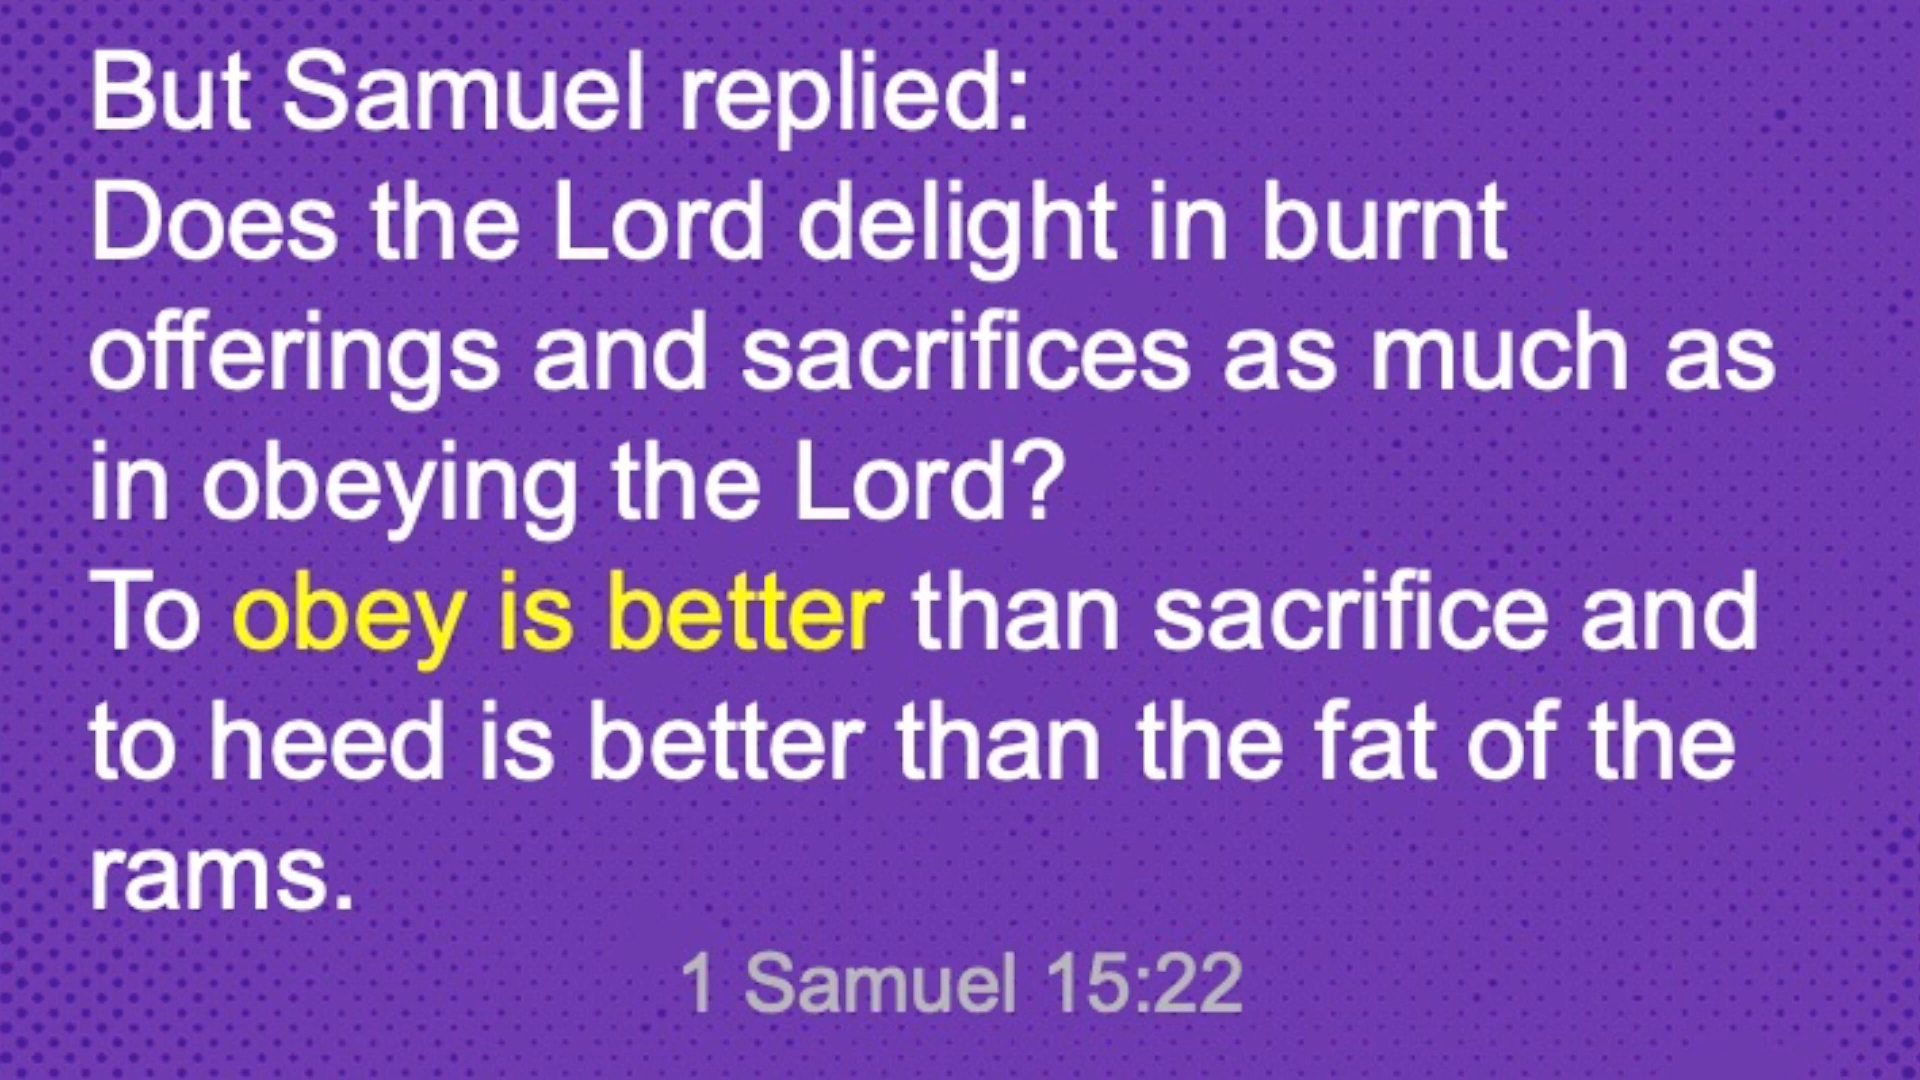 But Samuel replied:
Does the Lord delight in burnt
offerings and sacrifices as much as
in obeying the Lord?
To obey is better than sacrifice and
to heed is better than the fat of the
rams.
1 Samuel 15:22